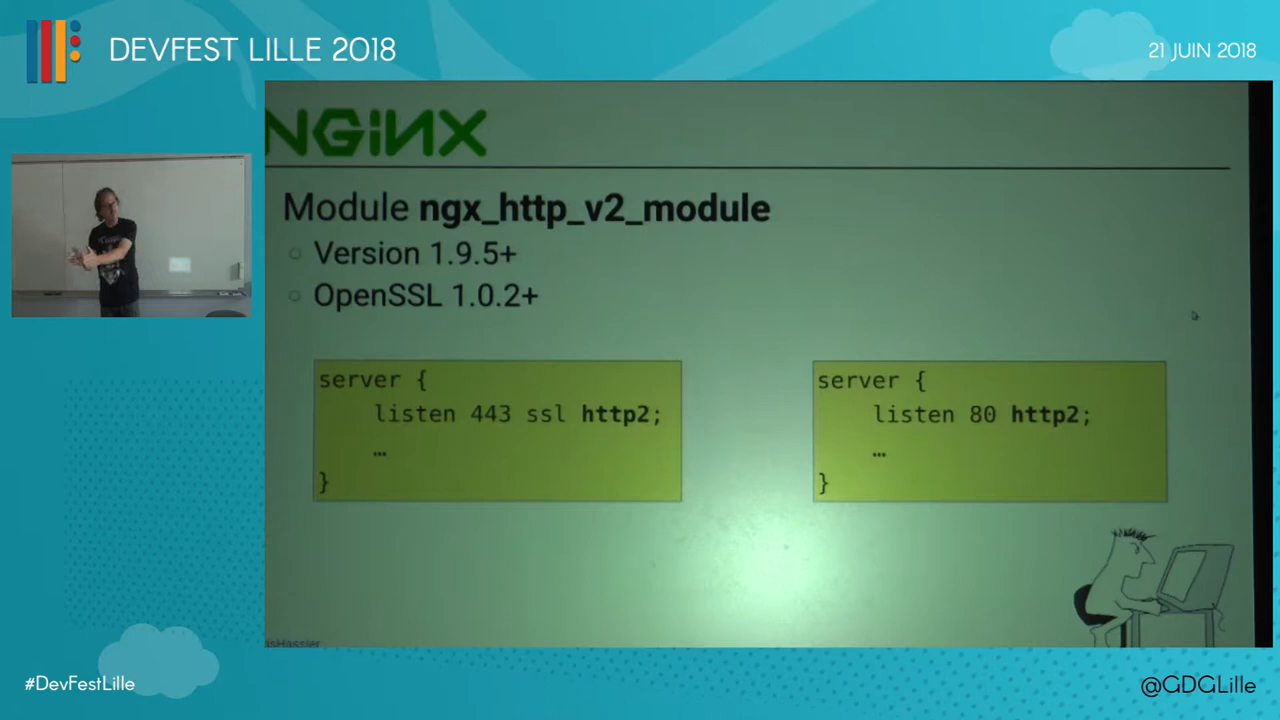 DEVFEST LILLE 2018
21 JUIN 2018
NGiNX
Module ngx_http_v2_module
Version 1.9.5+
OpenSSL 1.0.2+
server {
listen 443 ssl http2;
…
}
server {
listen 80 http2;
…
}
#DevFestLille
@GDGLille